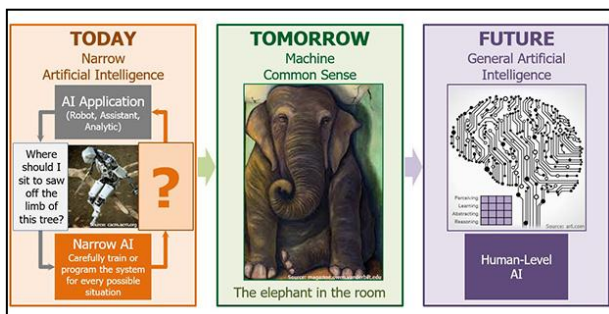 TODAY
Narrow
Artificial Intelligence
AI Application
(Robot, Assistant,
Analytic)
Where
should I
sit to saw
off the
limb of
this tree?
?
Narrow AI
Carefully train or
program the system
for every possible
situation
TOMORROW
Machine
Common Sense
The elephant in the room
FUTURE
General Artificial
Intelligence
Perceiving
Learning
Abstracting
Reasoning
Source: arii.com
Human-Level
AI